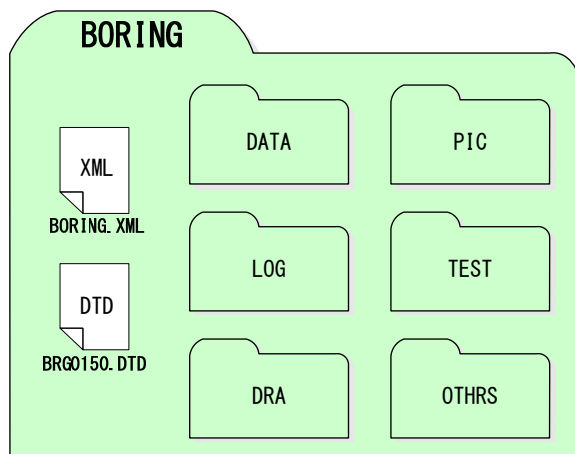 BORING
XML
BORING.XML
DTD
BRG0150.DTD
DATA
PIC
LOG
TEST
DRA
OTHRS